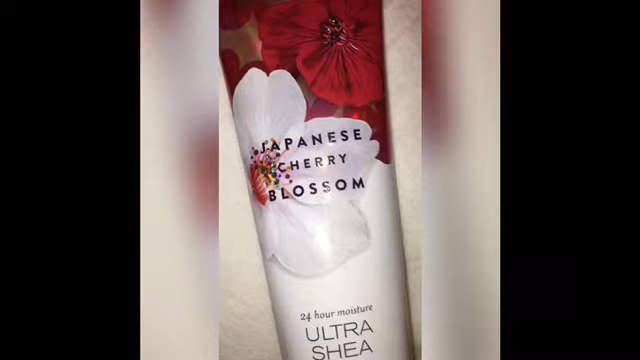 JAPANESE
CHERRY
BLOSSOM
24 hour moisture
ULTRA
SHEA